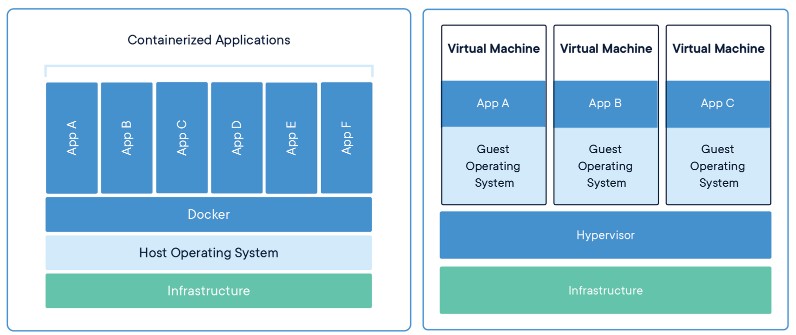 Containerized Applications
App A
App B
App C
App D
App E
App F
Docker
Host Operating System
Infrastructure
Virtual Machine
App A
Guest
Operating
System
Virtual Machine
App B
Guest
Operating
System
Virtual Machine
App C
Guest
Operating
System
Hypervisor
Infrastructure